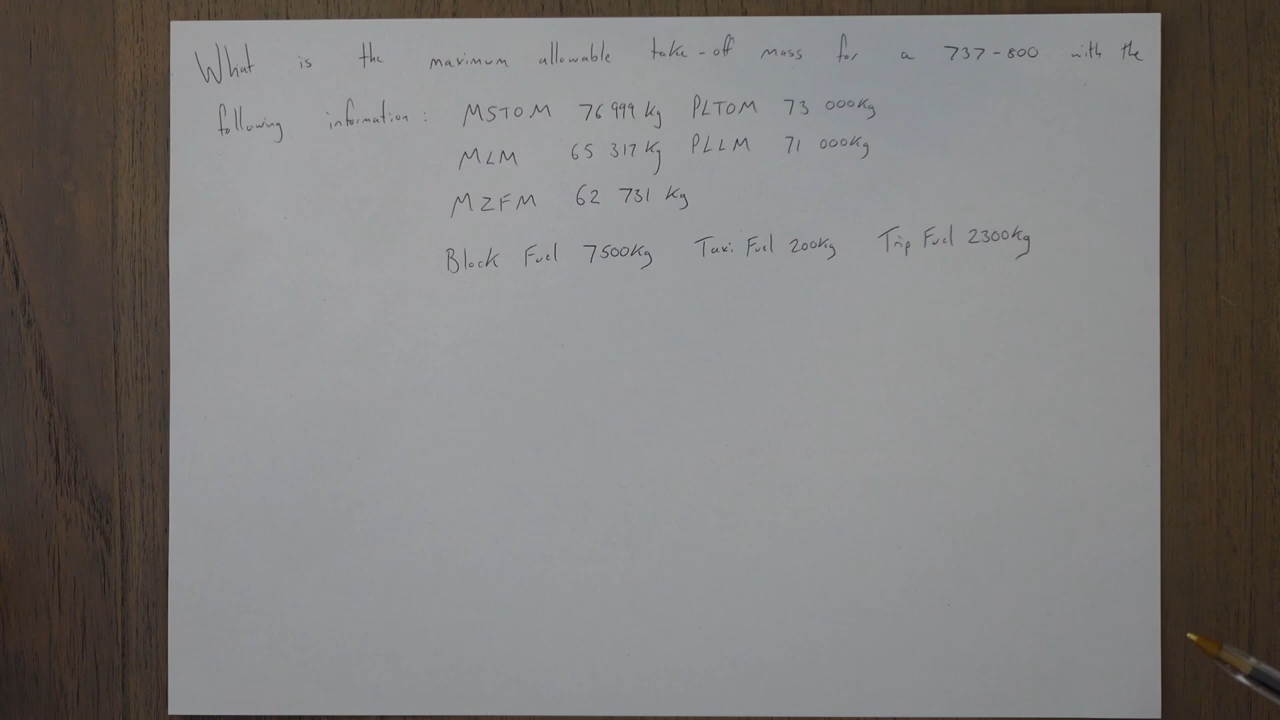 What is the maximum allowable take-off mass for a 737-800 with the
following information: MSTOM 76 999 kg PLTOM 73 000Kg
MLM 65 317 Kg PLLM 71 000Kg
MZFM 62 731 Kg
Block Fuel 7500Kg Taxi Fuel 200Kg Trip Fuel 2300Kg